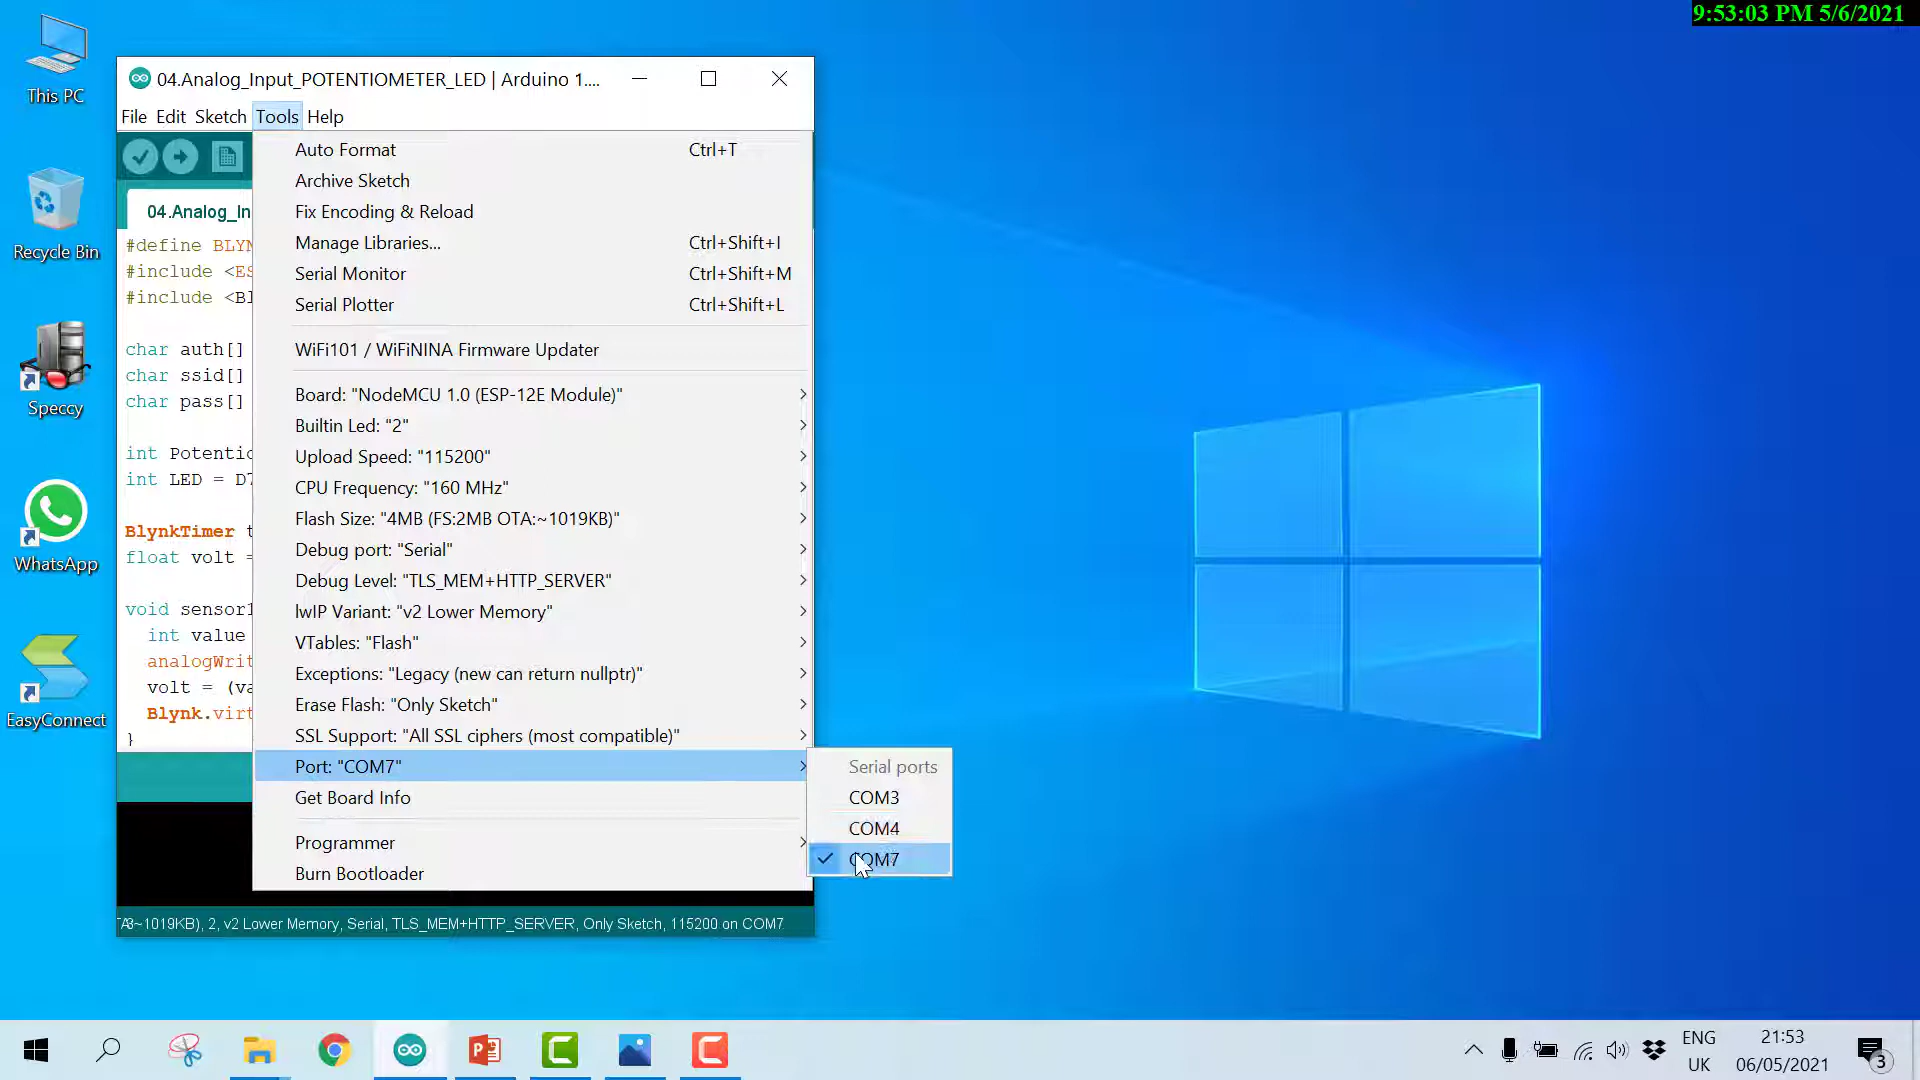 9:53:03 PM 5/6/2021
This PC
Recycle Bin
Speccy
WhatsApp
EasyConnect
04.Analog_Input_POTENTIOMETER_LED | Arduino 1....
File Edit Sketch Tools Help
04.Analog_In
#define BLYN
#include <ES
#include <Bl
char auth[]
char ssid[]
char pass[]
int Potentio
int LED = D7
BlynkTimer t
float volt =
void sensor1
int value
analogWrit
volt = (va
Blynk.virt
}
Auto Format Ctrl+T
Archive Sketch
Fix Encoding & Reload
Manage Libraries... Ctrl+Shift+I
Serial Monitor Ctrl+Shift+M
Serial Plotter Ctrl+Shift+L
WiFi101 / WiFiNINA Firmware Updater
Board: "NodeMCU 1.0 (ESP-12E Module)"
Builtin Led: "2"
Upload Speed: "115200"
CPU Frequency: "160 MHz"
Flash Size: "4MB (FS:2MB OTA:~1019KB)"
Debug port: "Serial"
Debug Level: "TLS_MEM+HTTP_SERVER"
lwIP Variant: "v2 Lower Memory"
VTables: "Flash"
Exceptions: "Legacy (new can return nullptr)"
Erase Flash: "Only Sketch"
SSL Support: "All SSL ciphers (most compatible)"
Port: "COM7"
Get Board Info
Programmer
Burn Bootloader
Serial ports
COM3
COM4
COM7
~1019KB), 2, v2 Lower Memory, Serial, TLS_MEM+HTTP_SERVER, Only Sketch, 115200 on COM7
ENG
UK
21:53
06/05/2021
3